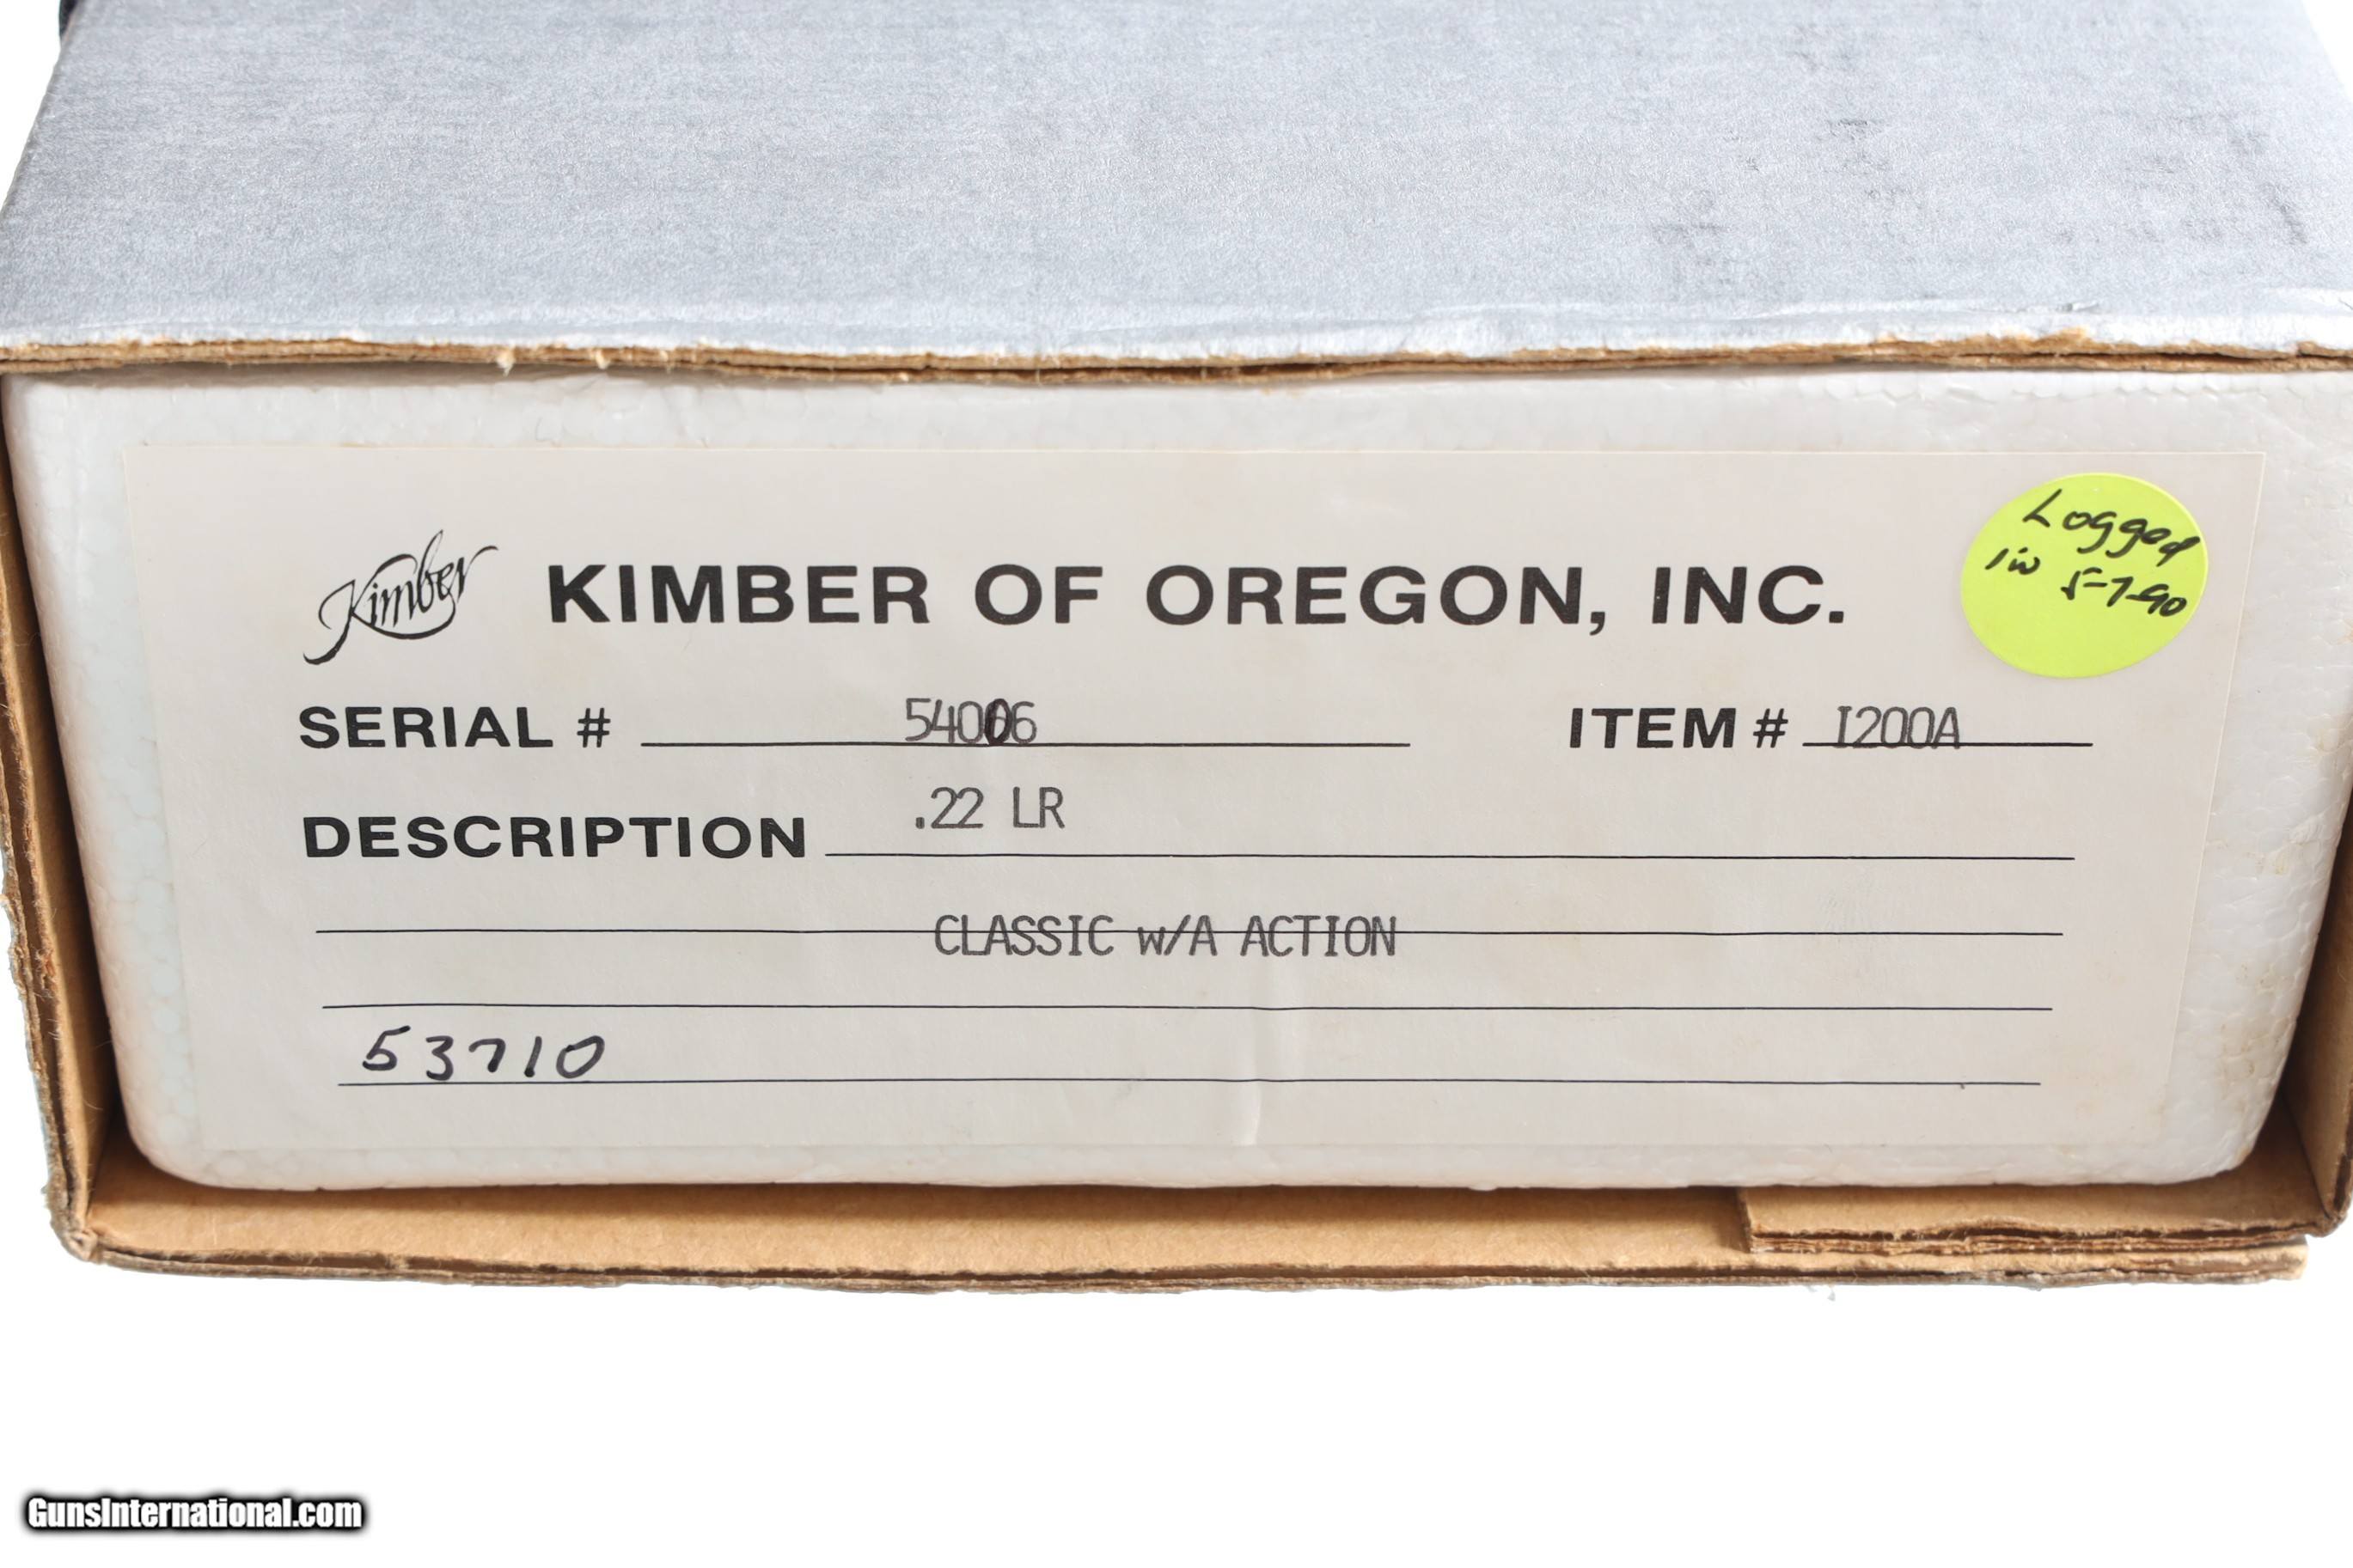 Kimber
KIMBER OF OREGON, INC.
Logged
in 5-7-90
SERIAL # 54006
ITEM # I200A
DESCRIPTION .22 LR
CLASSIC w/A ACTION
53710
GunsInternational.com